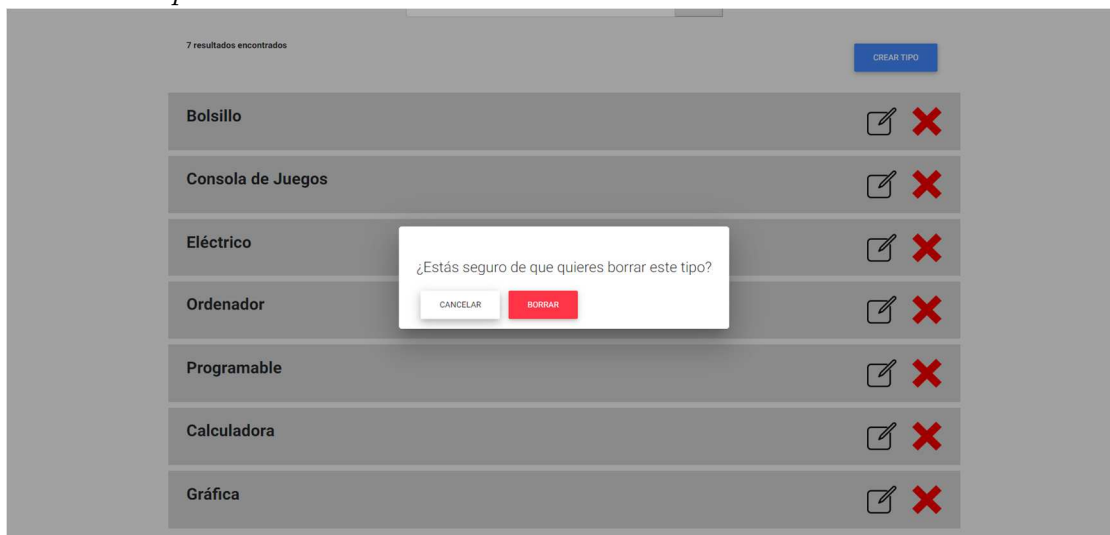 7 resultados encontrados
CREAR TIPO
Bolsillo
Consola de Juegos
Eléctrico
¿Estás seguro de que quieres borrar este tipo?
CANCELAR BORRAR
Ordenador
Programable
Calculadora
Gráfica